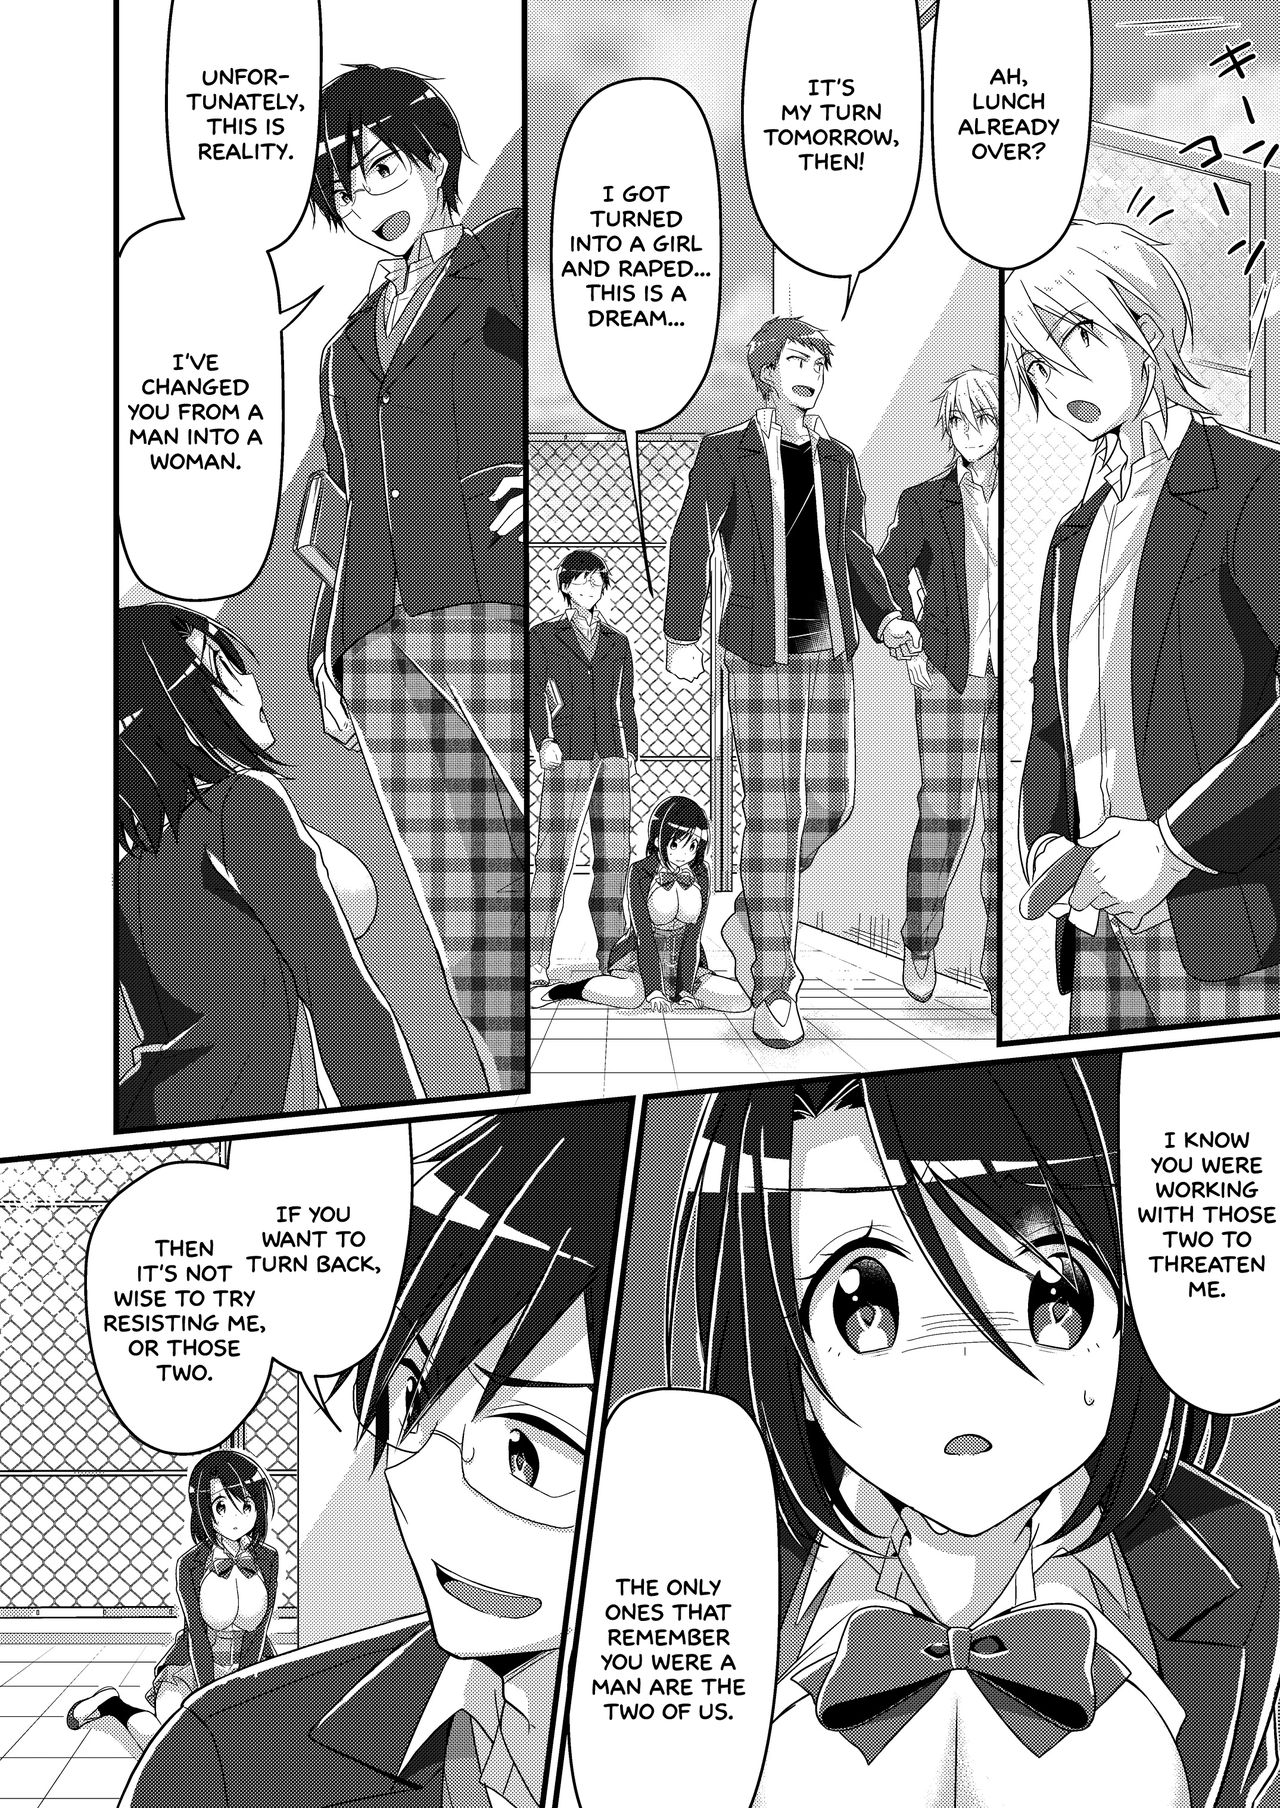 キーン
AH,
LUNCH
ALREADY
OVER?
IT'S
MY TURN
TOMORROW,
THEN!
I GOT
TURNED
INTO A GIRL
AND RAPED...
THIS IS A
DREAM...
UNFOR-
TUNATELY,
THIS IS
REALITY.
I'VE
CHANGED
YOU FROM A
MAN INTO A
WOMAN.
I KNOW
YOU WERE
WORKING
WITH THOSE
TWO TO
THREATEN
ME.
THE ONLY
ONES THAT
REMEMBER
YOU WERE A
MAN ARE THE
TWO OF US.
IF YOU
WANT TO
TURN BACK,
THEN
IT'S NOT
WISE TO TRY
RESISTING ME,
OR THOSE
TWO.